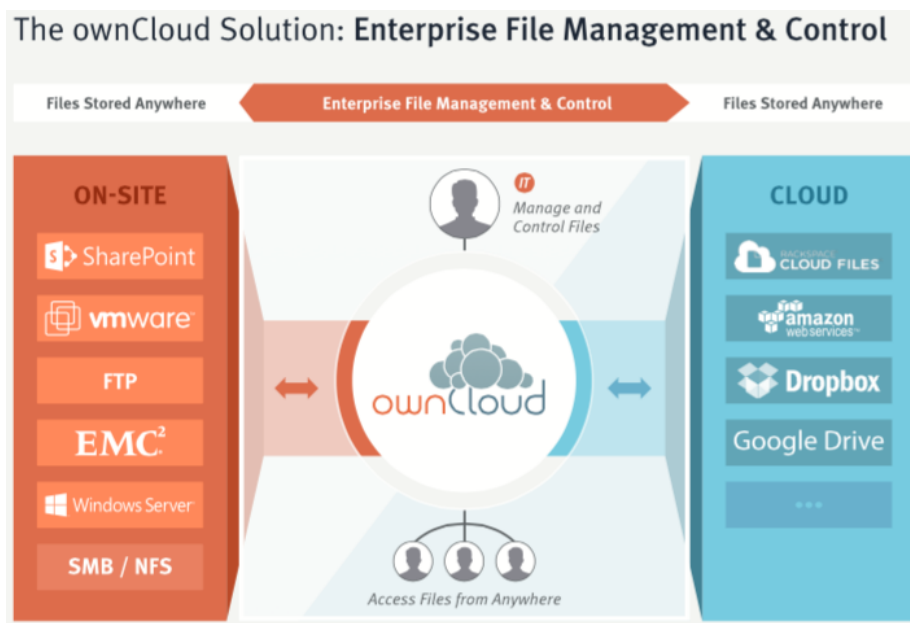 The ownCloud Solution: Enterprise File Management & Control
Files Stored Anywhere
Enterprise File Management & Control
Files Stored Anywhere
ON-SITE
SharePoint
vmware
FTP
EMC²
Windows Server
SMB / NFS
IT
Manage and
Control Files
ownCloud
Access Files from Anywhere
CLOUD
RACKSPACE
CLOUD FILES
amazon
webservices™
Dropbox
Google Drive
...